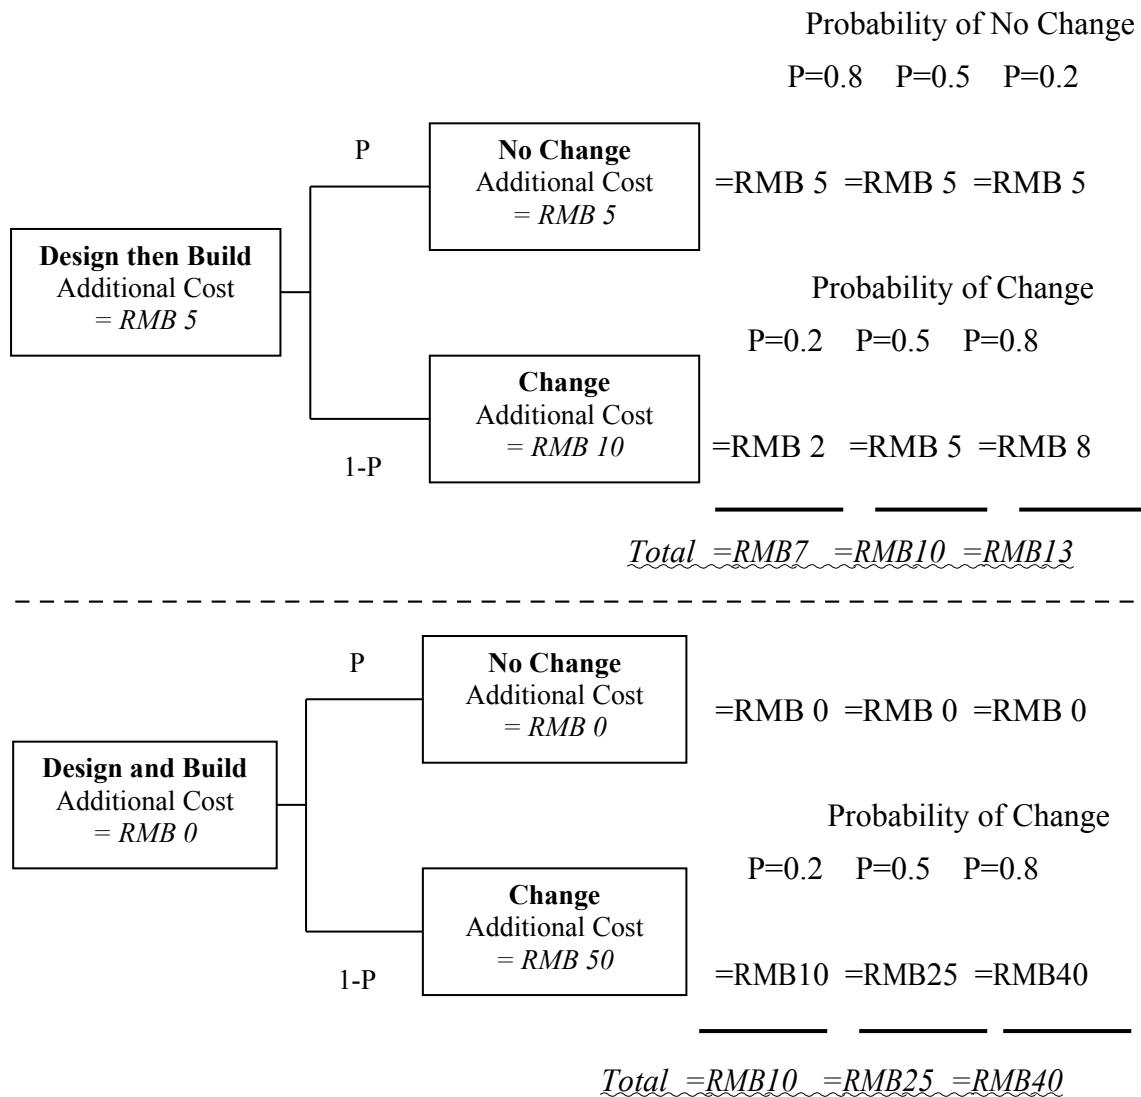 Probability of No Change
P=0.8 P=0.5 P=0.2
P
No Change
Additional Cost
= RMB 5
=RMB 5 =RMB 5 =RMB 5
Design then Build
Additional Cost
= RMB 5
Probability of Change
P=0.2 P=0.5 P=0.8
Change
Additional Cost
= RMB 10
1-P
=RMB 2 =RMB 5 =RMB 8
Total =RMB7 =RMB10 =RMB13
P
No Change
Additional Cost
= RMB 0
=RMB 0 =RMB 0 =RMB 0
Design and Build
Additional Cost
= RMB 0
Probability of Change
P=0.2 P=0.5 P=0.8
Change
Additional Cost
= RMB 50
1-P
=RMB10 =RMB25 =RMB40
Total =RMB10 =RMB25 =RMB40